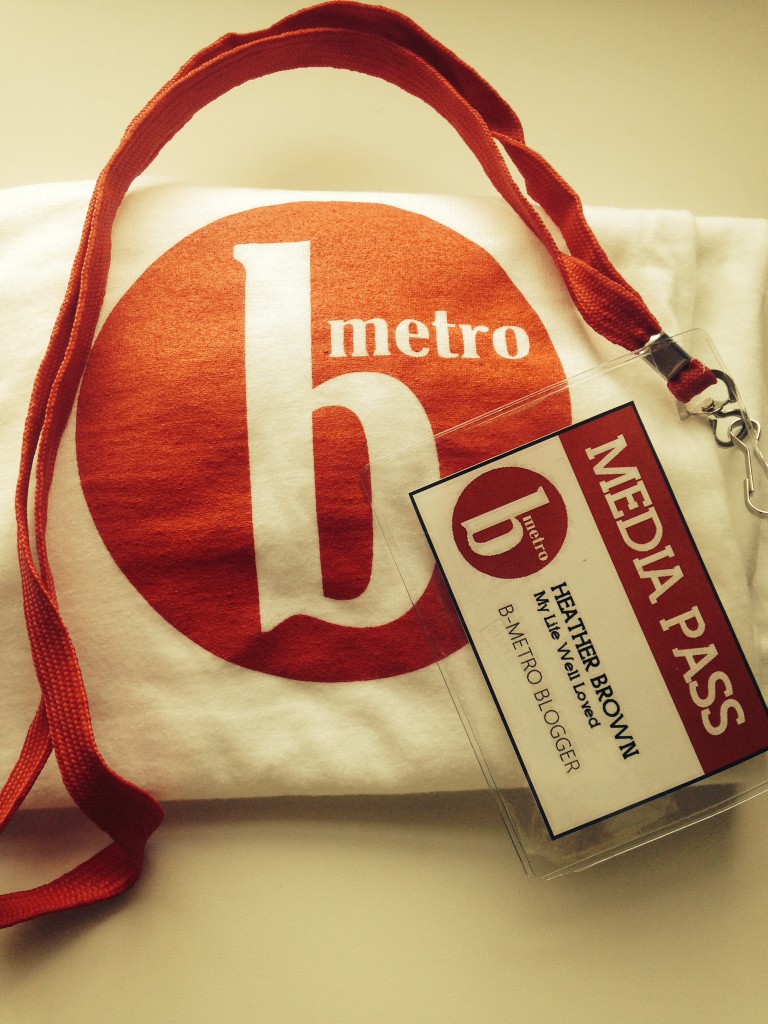 b metro
MEDIA PASS
b metro
HEATHER BROWN
My Life Well Loved
B-METRO BLOGGER